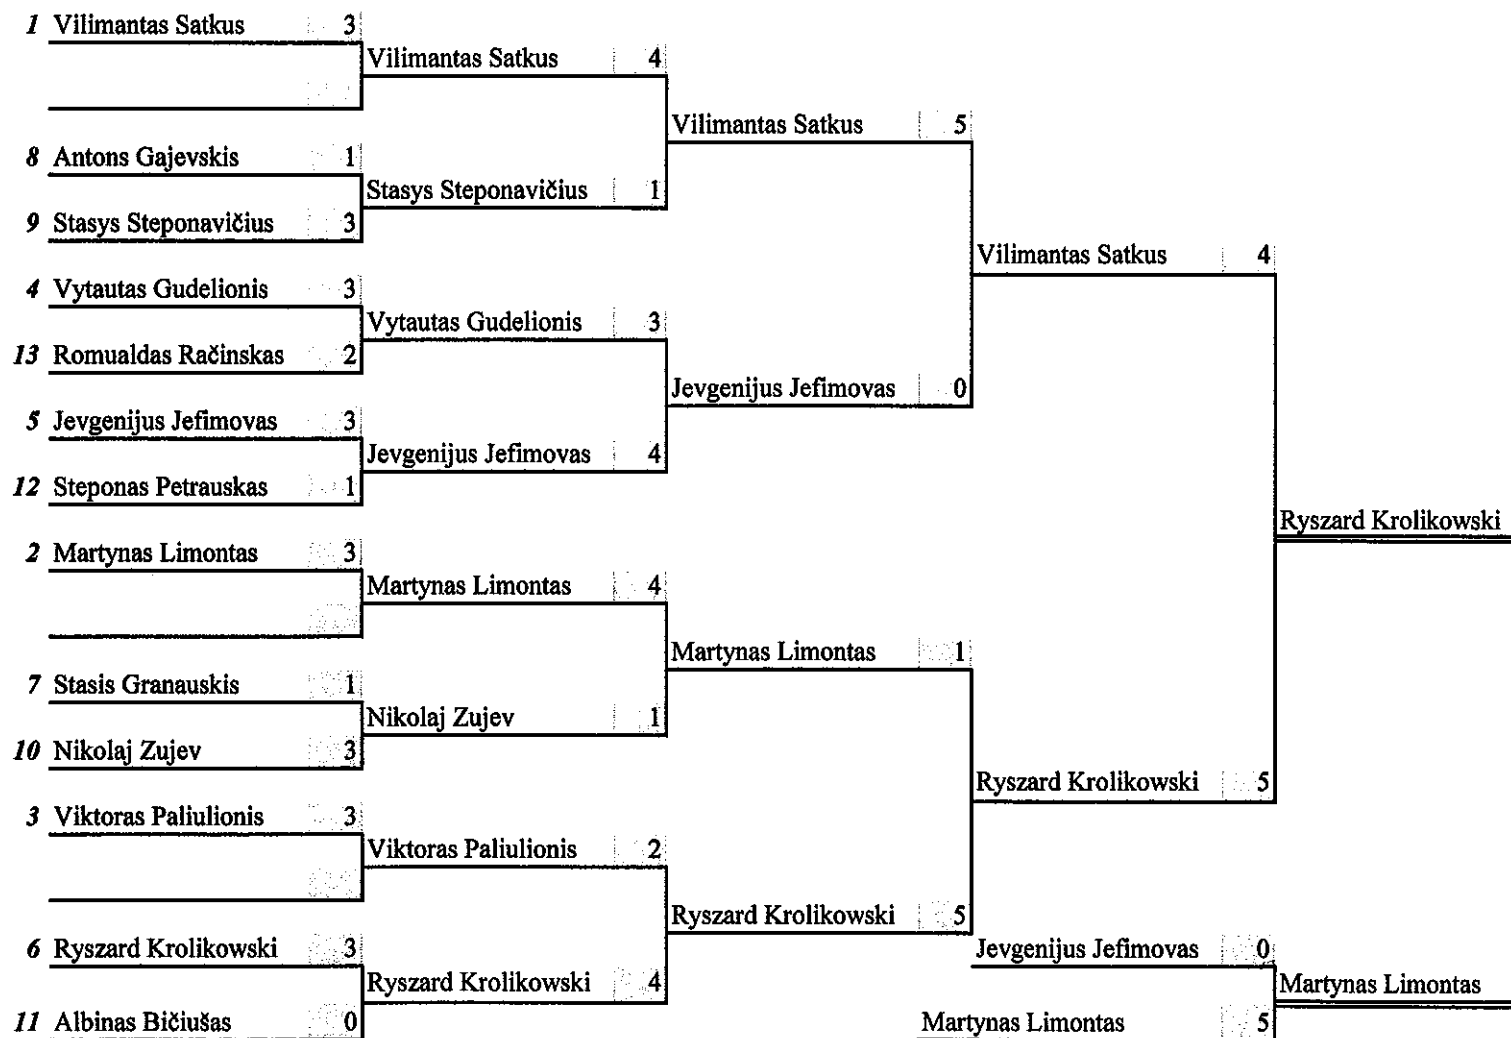 1 Vilimantas Satkus 3
Vilimantas Satkus 4
Vilimantas Satkus 5
8 Antons Gajevskis 1
Stasys Steponavičius 1
9 Stasys Steponavičius 3
Vilimantas Satkus 4
4 Vytautas Gudelionis 3
Vytautas Gudelionis 3
13 Romualdas Račinskas 2
Jevgenijus Jefimovas 0
5 Jevgenijus Jefimovas 3
Jevgenijus Jefimovas 4
12 Steponas Petrauskas 1
Ryszard Krolikowski
2 Martynas Limontas 3
Martynas Limontas 4
Martynas Limontas 1
7 Stasis Granauskis 1
Nikolaj Zujev 1
10 Nikolaj Zujev 3
Ryszard Krolikowski 5
3 Viktoras Paliulionis 3
Viktoras Paliulionis 2
Ryszard Krolikowski 5
6 Ryszard Krolikowski 3
Jevgenijus Jefimovas 0
Ryszard Krolikowski 4
Martynas Limontas
11 Albinas Bičiušas 0
Martynas Limontas 5